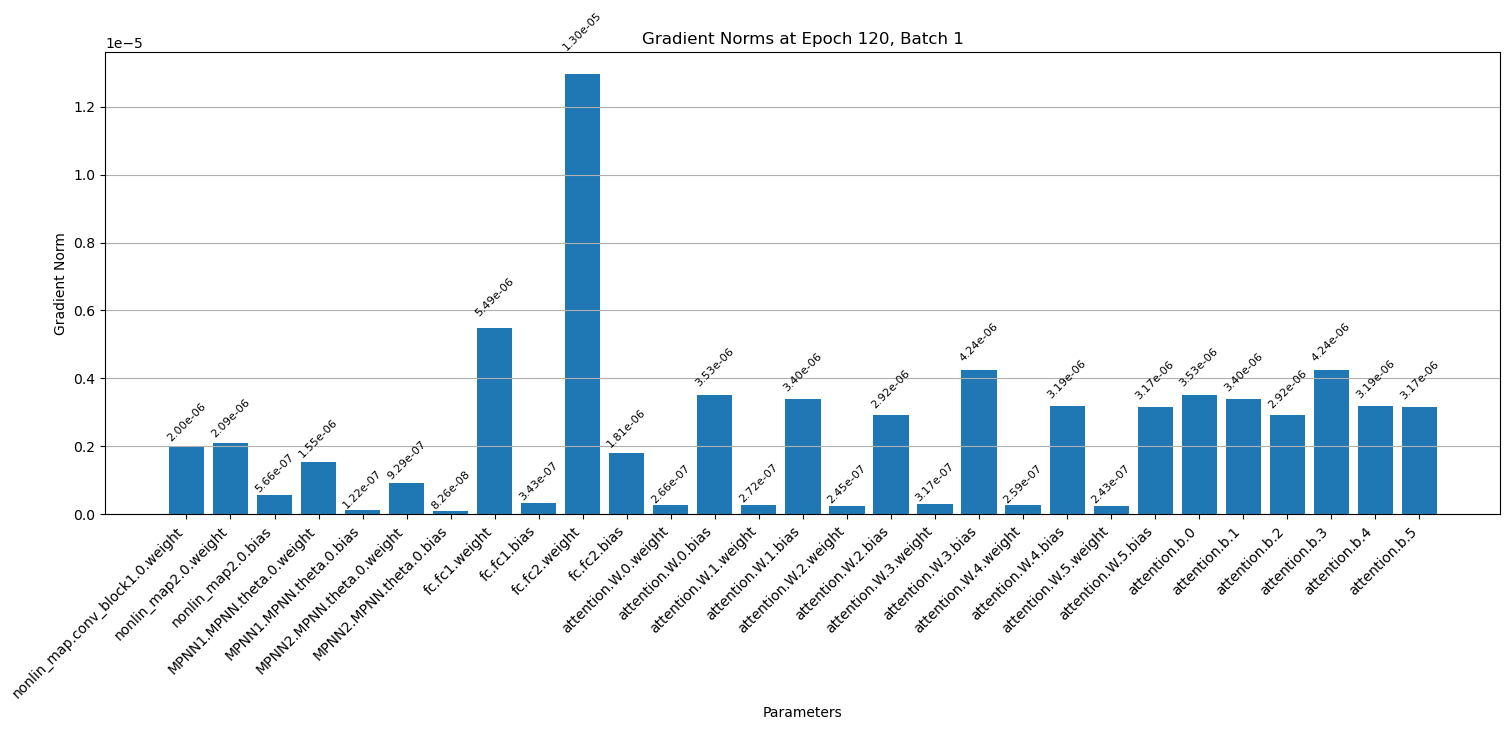 Gradient Norms at Epoch 120, Batch 1
1e−5
1.2
1.0
0.8
0.6
0.4
0.2
0.0
Gradient Norm
2.00e-06
2.09e-06
5.66e-07
1.55e-06
1.22e-07
9.29e-07
8.26e-08
5.49e-06
3.43e-07
1.30e-05
1.81e-06
2.66e-07
3.53e-06
2.72e-07
3.40e-06
2.45e-07
2.92e-06
3.17e-07
4.24e-06
2.59e-07
3.19e-06
2.43e-07
3.17e-06
3.53e-06
3.40e-06
2.92e-06
4.24e-06
3.19e-06
3.17e-06
nonlin_map.conv_block1.0.weight
nonlin_map2.0.weight
nonlin_map2.0.bias
MPNN1.MPNN.theta.0.weight
MPNN1.MPNN.theta.0.bias
MPNN2.MPNN.theta.0.weight
MPNN2.MPNN.theta.0.bias
fc.fc1.weight
fc.fc1.bias
fc.fc2.weight
fc.fc2.bias
attention.W.0.weight
attention.W.0.bias
attention.W.1.weight
attention.W.1.bias
attention.W.2.weight
attention.W.2.bias
attention.W.3.weight
attention.W.3.bias
attention.W.4.weight
attention.W.4.bias
attention.W.5.weight
attention.W.5.bias
attention.b.0
attention.b.1
attention.b.2
attention.b.3
attention.b.4
attention.b.5
Parameters